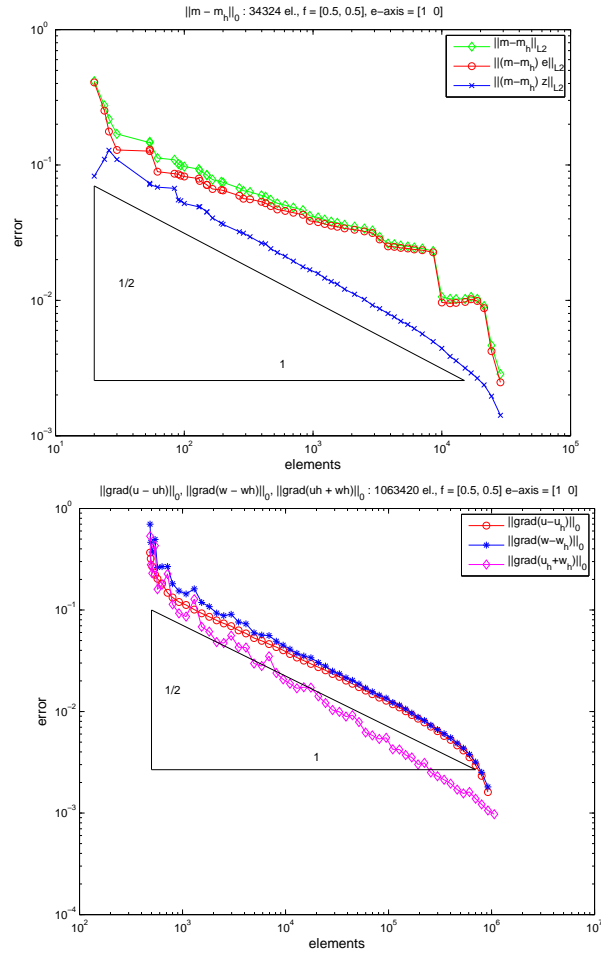 ||m − m_h||_0 : 34324 el., f = [0.5, 0.5], e-axis = [1 0]
10^0
||m−m_h||_L2
||(m−m_h) e||_L2
||(m−m_h) z||_L2
10^−1
error
1/2
10^−2
1
10^−3
10^1 10^2 10^3 10^4 10^5
elements
||grad(u − uh)||_0, ||grad(w − wh)||_0, ||grad(uh + wh)||_0 : 1063420 el., f = [0.5, 0.5] e-axis = [1 0]
10^0
||grad(u−u_h)||_0
||grad(w−w_h)||_0
||grad(u_h+w_h)||_0
10^−1
1/2
error
10^−2
1
10^−3
10^−4
10^2 10^3 10^4 10^5 10^6 10^7
elements